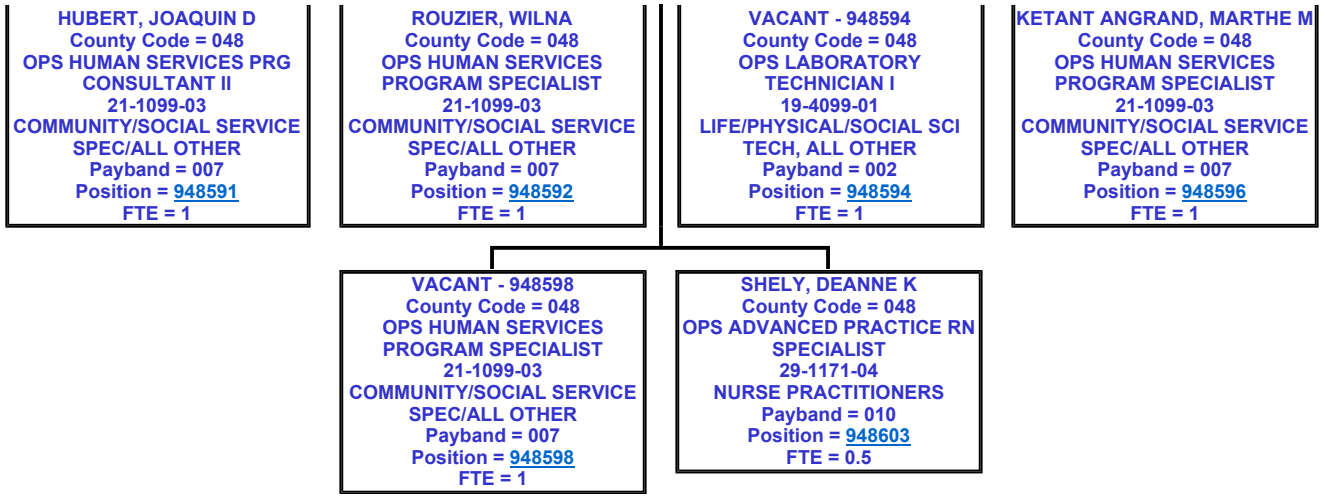 HUBERT, JOAQUIN D
County Code = 048
OPS HUMAN SERVICES PRG
CONSULTANT II
21-1099-03
COMMUNITY/SOCIAL SERVICE
SPEC/ALL OTHER
Payband = 007
Position = 948591
FTE = 1
ROUZIER, WILNA
County Code = 048
OPS HUMAN SERVICES
PROGRAM SPECIALIST
21-1099-03
COMMUNITY/SOCIAL SERVICE
SPEC/ALL OTHER
Payband = 007
Position = 948592
FTE = 1
VACANT - 948594
County Code = 048
OPS LABORATORY
TECHNICIAN I
19-4099-01
LIFE/PHYSICAL/SOCIAL SCI
TECH, ALL OTHER
Payband = 002
Position = 948594
FTE = 1
KETANT ANGRAND, MARTHE M
County Code = 048
OPS HUMAN SERVICES
PROGRAM SPECIALIST
21-1099-03
COMMUNITY/SOCIAL SERVICE
SPEC/ALL OTHER
Payband = 007
Position = 948596
FTE = 1
VACANT - 948598
County Code = 048
OPS HUMAN SERVICES
PROGRAM SPECIALIST
21-1099-03
COMMUNITY/SOCIAL SERVICE
SPEC/ALL OTHER
Payband = 007
Position = 948598
FTE = 1
SHELY, DEANNE K
County Code = 048
OPS ADVANCED PRACTICE RN
SPECIALIST
29-1171-04
NURSE PRACTITIONERS
Payband = 010
Position = 948603
FTE = 0.5